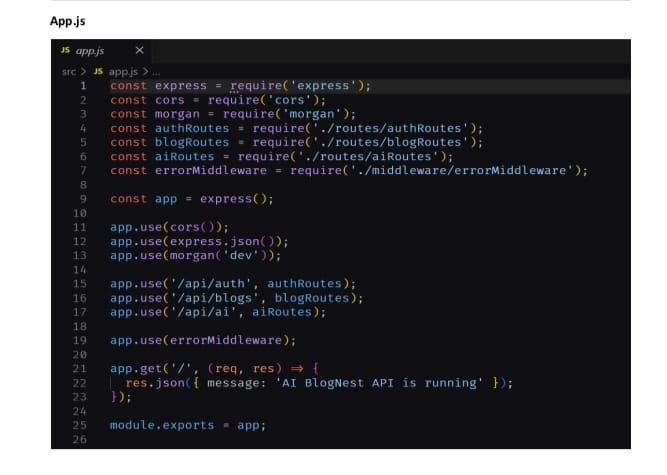 App.js
JS app.js ×
src > JS app.js > ...
1 const express = require('express');
2 const cors = require('cors');
3 const morgan = require('morgan');
4 const authRoutes = require('./routes/authRoutes');
5 const blogRoutes = require('./routes/blogRoutes');
6 const aiRoutes = require('./routes/aiRoutes');
7 const errorMiddleware = require('./middleware/errorMiddleware');
8
9 const app = express();
10
11 app.use(cors());
12 app.use(express.json());
13 app.use(morgan('dev'));
14
15 app.use('/api/auth', authRoutes);
16 app.use('/api/blogs', blogRoutes);
17 app.use('/api/ai', aiRoutes);
18
19 app.use(errorMiddleware);
20
21 app.get('/', (req, res) ⇒ {
22   res.json({ message: 'AI BlogNest API is running' });
23 });
24
25 module.exports = app;
26